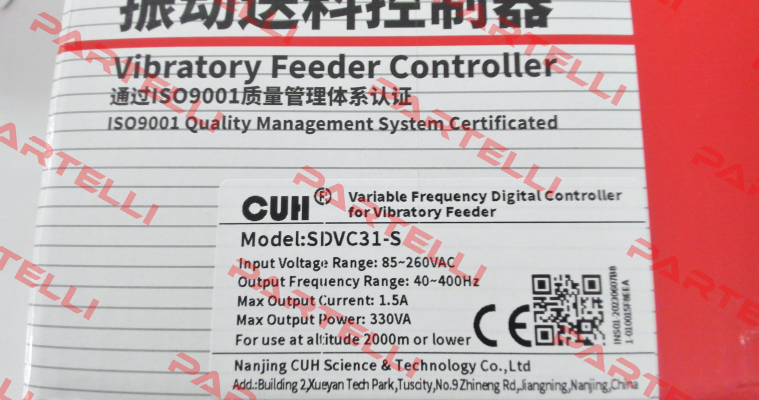 振动送料控制器
Vibratory Feeder Controller
通过ISO9001质量管理体系认证
ISO9001 Quality Management System Certificated
CUH® Variable Frequency Digital Controller
for Vibratory Feeder
Model:SDVC31-S
Input Voltage Range: 85~260VAC
Output Frequency Range: 40~400Hz
Max Output Current: 1.5A
Max Output Power: 330VA
For use at altitude 2000m or lower
CE
Nanjing CUH Science & Technology Co.,Ltd
Add.:Building 2,Xueyan Tech Park,Tuscity,No.9 Zhineng Rd,Jiangning,Nanjing,China
PARTELLI